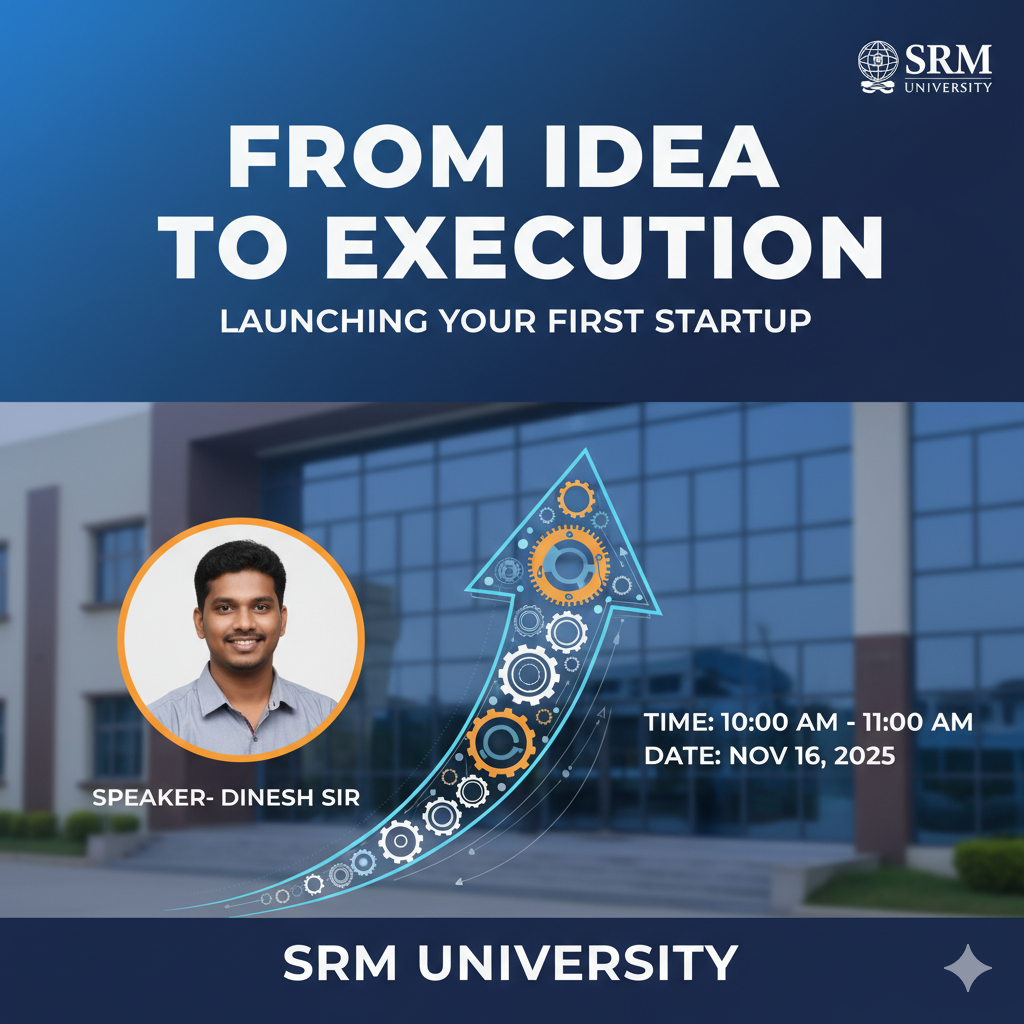 SRM
UNIVERSITY
FROM IDEA
TO EXECUTION
LAUNCHING YOUR FIRST STARTUP
TIME: 10:00 AM - 11:00 AM
DATE: NOV 16, 2025
SPEAKER- DINESH SIR
SRM UNIVERSITY